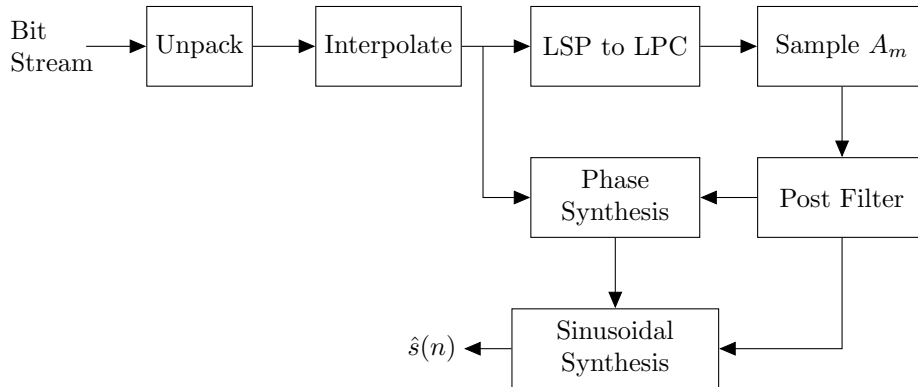 Bit
Stream
Unpack
Interpolate
LSP to LPC
Sample $A_m$
Phase
Synthesis
Post Filter
Sinusoidal
Synthesis
$\hat{s}(n)$